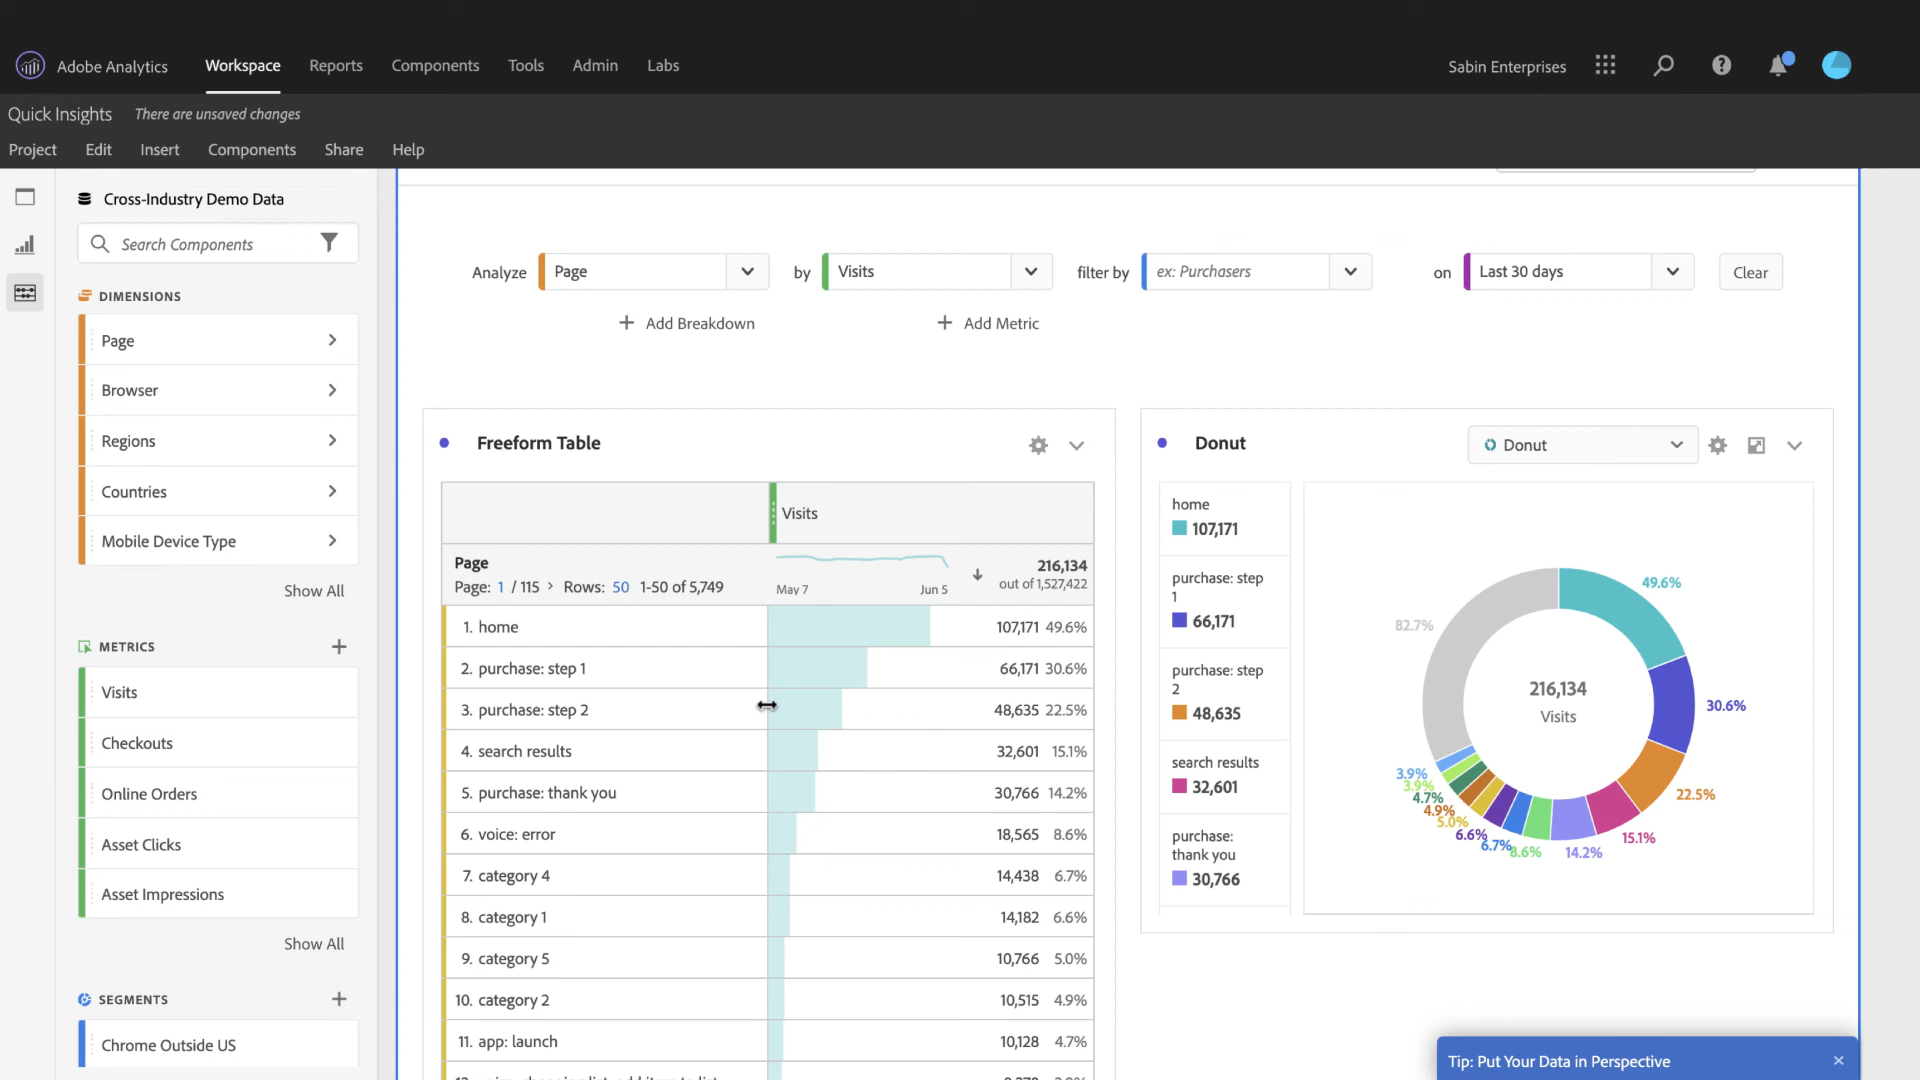 Adobe Analytics
Workspace
Reports
Components
Tools
Admin
Labs
Sabin Enterprises
Quick Insights
There are unsaved changes
Project
Edit
Insert
Components
Share
Help
Cross-Industry Demo Data
Search Components
DIMENSIONS
Page
Browser
Regions
Countries
Mobile Device Type
Show All
METRICS
Visits
Checkouts
Online Orders
Asset Clicks
Asset Impressions
Show All
SEGMENTS
Chrome Outside US
Analyze
Page
by
Visits
filter by
ex: Purchasers
on
Last 30 days
Clear
Add Breakdown
Add Metric
Freeform Table
Visits
Page
Page: 1 / 115 > Rows: 50 1-50 of 5,749
May 7
Jun 5
216,134
out of 1,527,422
1. home 107,171 49.6%
2. purchase: step 1 66,171 30.6%
3. purchase: step 2 48,635 22.5%
4. search results 32,601 15.1%
5. purchase: thank you 30,766 14.2%
6. voice: error 18,565 8.6%
7. category 4 14,438 6.7%
8. category 1 14,182 6.6%
9. category 5 10,766 5.0%
10. category 2 10,515 4.9%
11. app: launch 10,128 4.7%
Donut
Donut
home
107,171
purchase: step
1
66,171
purchase: step
2
48,635
search results
32,601
purchase:
thank you
30,766
49.6%
82.7%
216,134
Visits
30.6%
3.9%
3.9%
4.7%
22.5%
4.9%
5.0%
6.6%
15.1%
6.7%
8.6%
14.2%
Tip: Put Your Data in Perspective